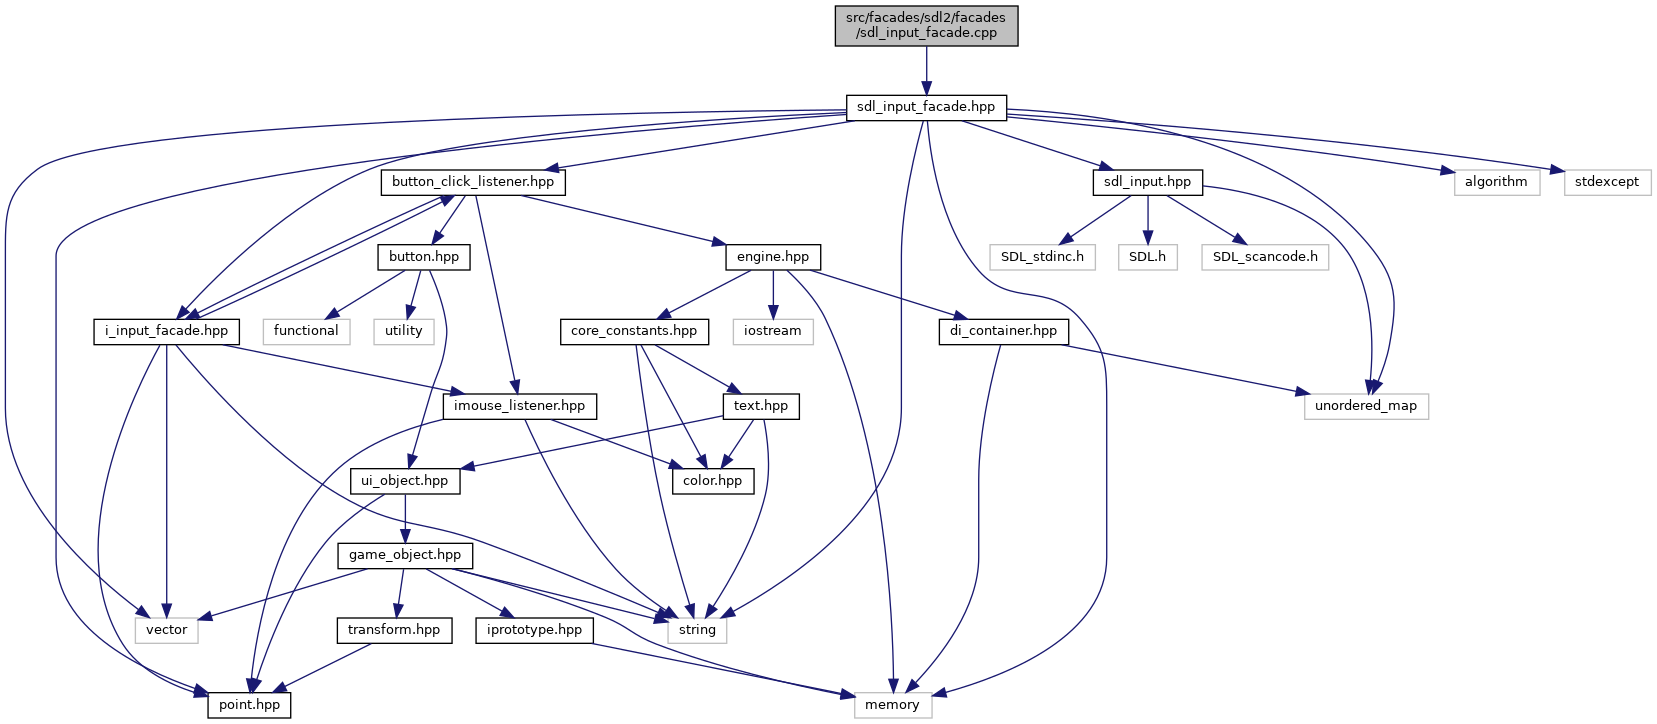 src/facades/sdl2/facades
/sdl_input_facade.cpp
sdl_input_facade.hpp
button_click_listener.hpp
sdl_input.hpp
algorithm
stdexcept
button.hpp
engine.hpp
SDL_stdinc.h
SDL.h
SDL_scancode.h
i_input_facade.hpp
functional
utility
core_constants.hpp
iostream
di_container.hpp
imouse_listener.hpp
text.hpp
unordered_map
ui_object.hpp
color.hpp
game_object.hpp
vector
transform.hpp
iprototype.hpp
string
point.hpp
memory